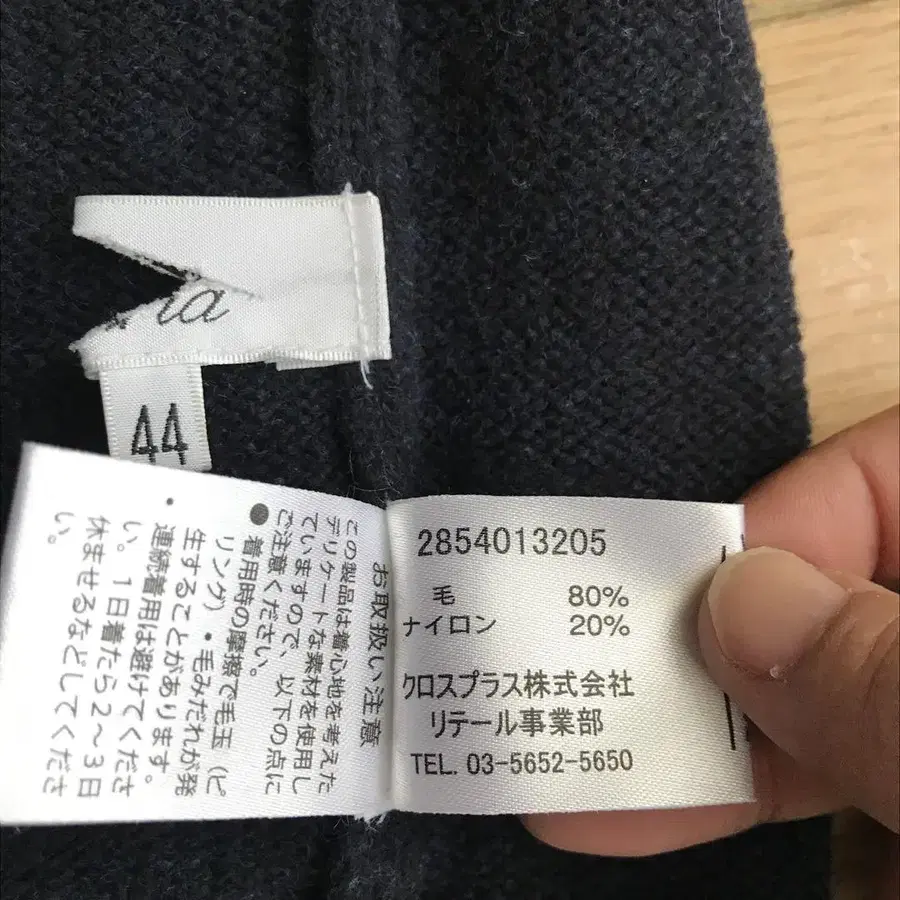 44
お取扱い注意
この製品は着心地を考えた
デリケートな素材を使用し
ていますので、以下の点に
ご注意ください。
●着用時の摩擦で毛玉（ピ
リング）・毛みだれが発
生することがあります。
・連続着用は避けてくださ
い。１日着たら２～３日
休ませるなどしてくださ
い。
2854013205
毛 80%
ナイロン 20%
クロスプラス株式会社
リテール事業部
TEL. 03-5652-5650